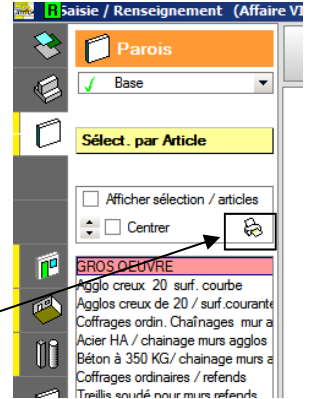 Saisie / Renseignement (Affaire VI
Parois
Base
Sélect. par Article
Afficher sélection / articles
Centrer
GROS OEUVRE
Agglo creux 20 surf. courbe
Agglos creux de 20 / surf.courante
Coffrages ordin. Chaînages mur a
Acier HA / chainage murs agglos
Béton à 350 KG/ chainage murs a
Coffrages ordinaires / refends
Treillis soudé pour murs refends